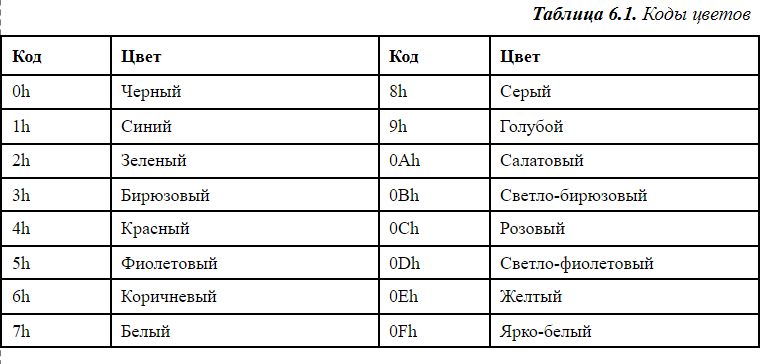 Таблица 6.1. Коды цветов
Код Цвет Код Цвет
0h Черный 8h Серый
1h Синий 9h Голубой
2h Зеленый 0Ah Салатовый
3h Бирюзовый 0Bh Светло-бирюзовый
4h Красный 0Ch Розовый
5h Фиолетовый 0Dh Светло-фиолетовый
6h Коричневый 0Eh Желтый
7h Белый 0Fh Ярко-белый